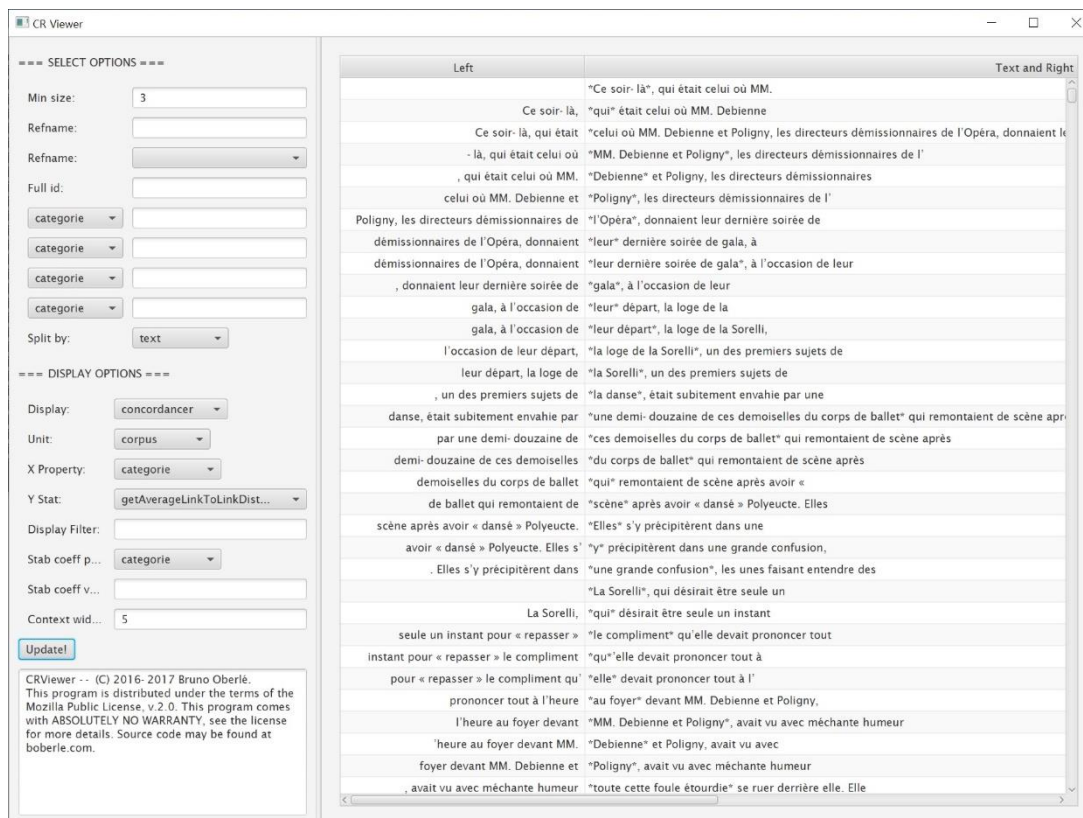 CR Viewer
=== SELECT OPTIONS ===
Min size: 3
Refname:
Refname:
Full id:
categorie
categorie
categorie
categorie
Split by: text
=== DISPLAY OPTIONS ===
Display: concordancer
Unit: corpus
X Property: categorie
Y Stat: getAverageLinkToLinkDist...
Display Filter:
Stab coeff p... categorie
Stab coeff v...
Context wid... 5
Update!
CRViewer -- (C) 2016-2017 Bruno Oberlé.
This program is distributed under the terms of the
Mozilla Public License, v.2.0. This program comes
with ABSOLUTELY NO WARRANTY, see the license
for more details. Source code may be found at
boberle.com.
Left Text and Right
*Ce soir- là*, qui était celui où MM.
Ce soir- là, *qui* était celui où MM. Debienne
Ce soir- là, qui était *celui où MM. Debienne et Poligny, les directeurs démissionnaires de l'Opéra, donnaient le
- là, qui était celui où *MM. Debienne et Poligny*, les directeurs démissionnaires de l'
, qui était celui où MM. *Debienne* et Poligny, les directeurs démissionnaires
celui où MM. Debienne et *Poligny*, les directeurs démissionnaires de l'
Poligny, les directeurs démissionnaires de *l'Opéra*, donnaient leur dernière soirée de
démissionnaires de l'Opéra, donnaient *leur* dernière soirée de gala, à
démissionnaires de l'Opéra, donnaient *leur dernière soirée de gala*, à l'occasion de leur
, donnaient leur dernière soirée de *gala*, à l'occasion de leur
gala, à l'occasion de *leur* départ, la loge de la
gala, à l'occasion de *leur départ*, la loge de la Sorelli,
l'occasion de leur départ, *la loge de la Sorelli*, un des premiers sujets de
leur départ, la loge de *la Sorelli*, un des premiers sujets de
, un des premiers sujets de *la danse*, était subitement envahie par une
danse, était subitement envahie par *une demi- douzaine de ces demoiselles du corps de ballet* qui remontaient de scène apr
par une demi- douzaine de *ces demoiselles du corps de ballet* qui remontaient de scène après
demi- douzaine de ces demoiselles *du corps de ballet* qui remontaient de scène après
demoiselles du corps de ballet *qui* remontaient de scène après avoir «
de ballet qui remontaient de *scène* après avoir « dansé » Polyeucte. Elles
scène après avoir « dansé » Polyeucte. *Elles* s'y précipitèrent dans une
avoir « dansé » Polyeucte. Elles s' *y* précipitèrent dans une grande confusion,
. Elles s'y précipitèrent dans *une grande confusion*, les unes faisant entendre des
*La Sorelli*, qui désirait être seule un
La Sorelli, *qui* désirait être seule un instant
seule un instant pour « repasser » *le compliment* qu'elle devait prononcer tout
instant pour « repasser » le compliment *qu*'elle devait prononcer tout à
pour « repasser » le compliment qu' *elle* devait prononcer tout à l'
prononcer tout à l'heure *au foyer* devant MM. Debienne et Poligny,
l'heure au foyer devant *MM. Debienne et Poligny*, avait vu avec méchante humeur
'heure au foyer devant MM. *Debienne* et Poligny, avait vu avec
foyer devant MM. Debienne et *Poligny*, avait vu avec méchante humeur
, avait vu avec méchante humeur *toute cette foule étourdie* se ruer derrière elle. Elle